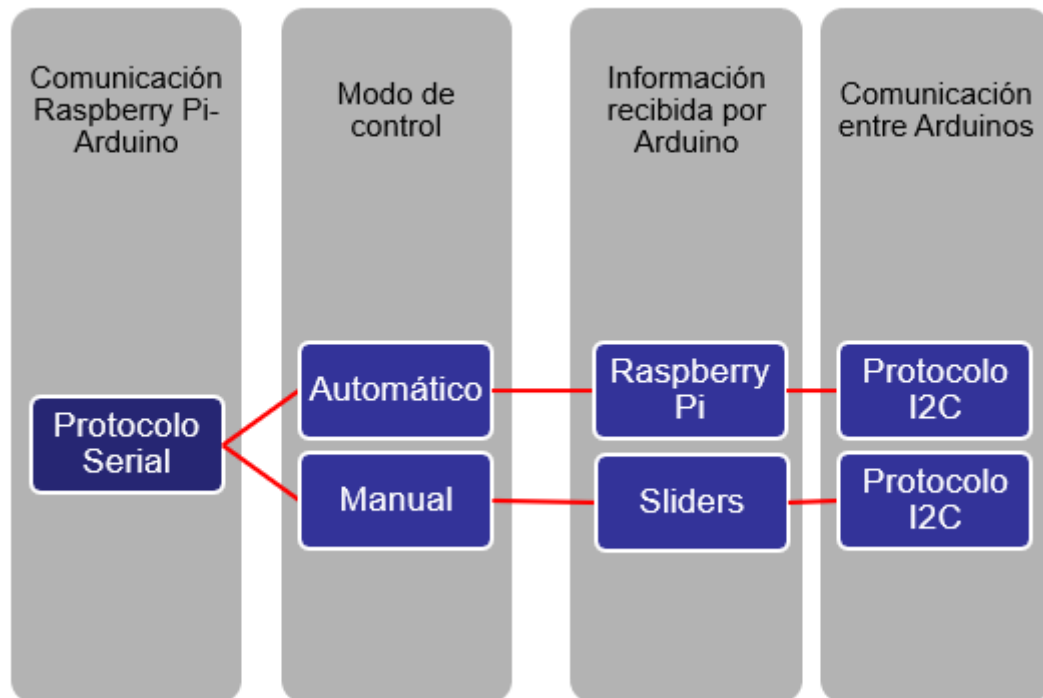 Comunicación
Raspberry Pi-
Arduino
Modo de
control
Información
recibida por
Arduino
Comunicación
entre Arduinos
Protocolo
Serial
Automático
Raspberry
Pi
Protocolo
I2C
Manual
Sliders
Protocolo
I2C